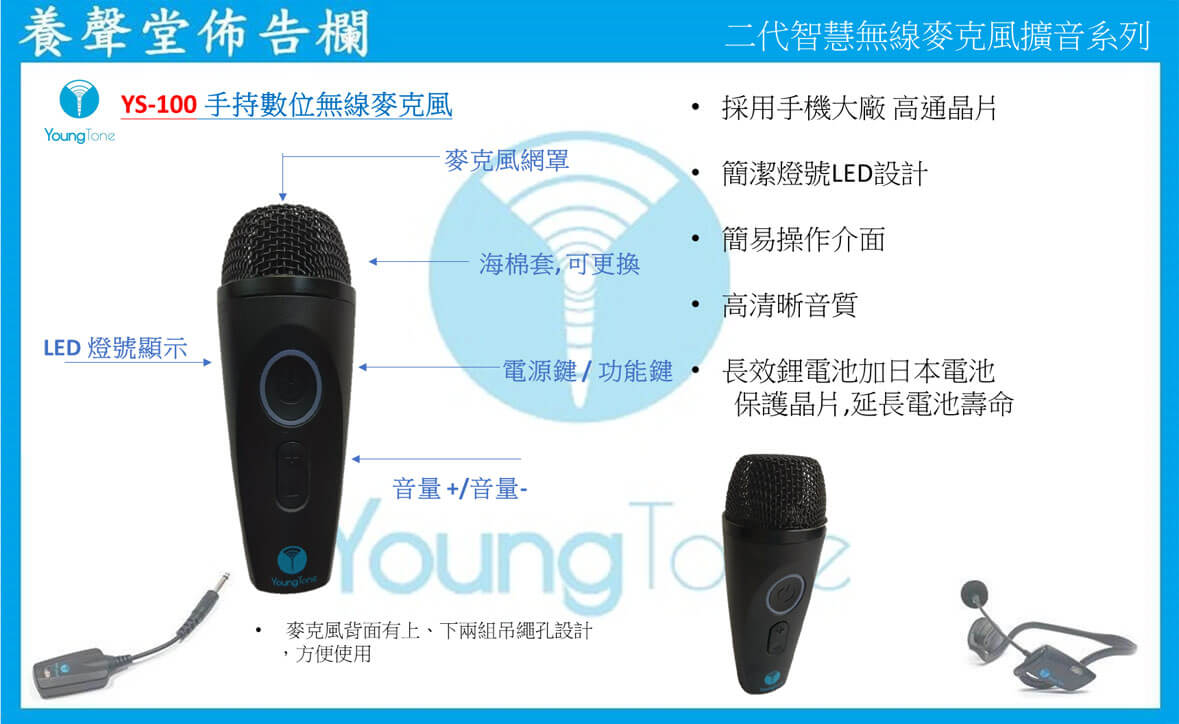 養聲堂佈告欄
二代智慧無線麥克風擴音系列
YoungTone
YS-100 手持數位無線麥克風
麥克風網罩
海棉套,可更換
LED 燈號顯示
電源鍵 / 功能鍵
音量 +/音量-
YoungTone
• 麥克風背面有上、下兩組吊繩孔設計
，方便使用
• 採用手機大廠 高通晶片
• 簡潔燈號LED設計
• 簡易操作介面
• 高清晰音質
• 長效鋰電池加日本電池
保護晶片,延長電池壽命
YoungTone